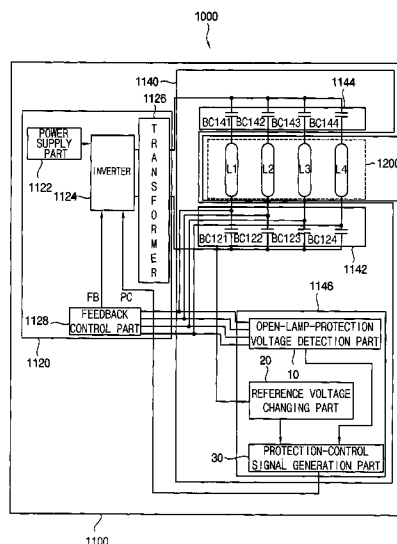 1000
1126
1140
1144
BC141 BC142 BC143 BC144
POWER
SUPPLY
PART
1122
1124
INVERTER
TRANSFORMER
L1 L2 L3 L4
1200
BC121 BC122 BC123 BC124
1142
FB PC
1146
1128
FEEDBACK
CONTROL PART
1120
OPEN-LAMP-PROTECTION
VOLTAGE DETECTION PART
20 10
REFERENCE VOLTAGE
CHANGING PART
30
PROTECTION-CONTROL
SIGNAL GENERATION PART
1100